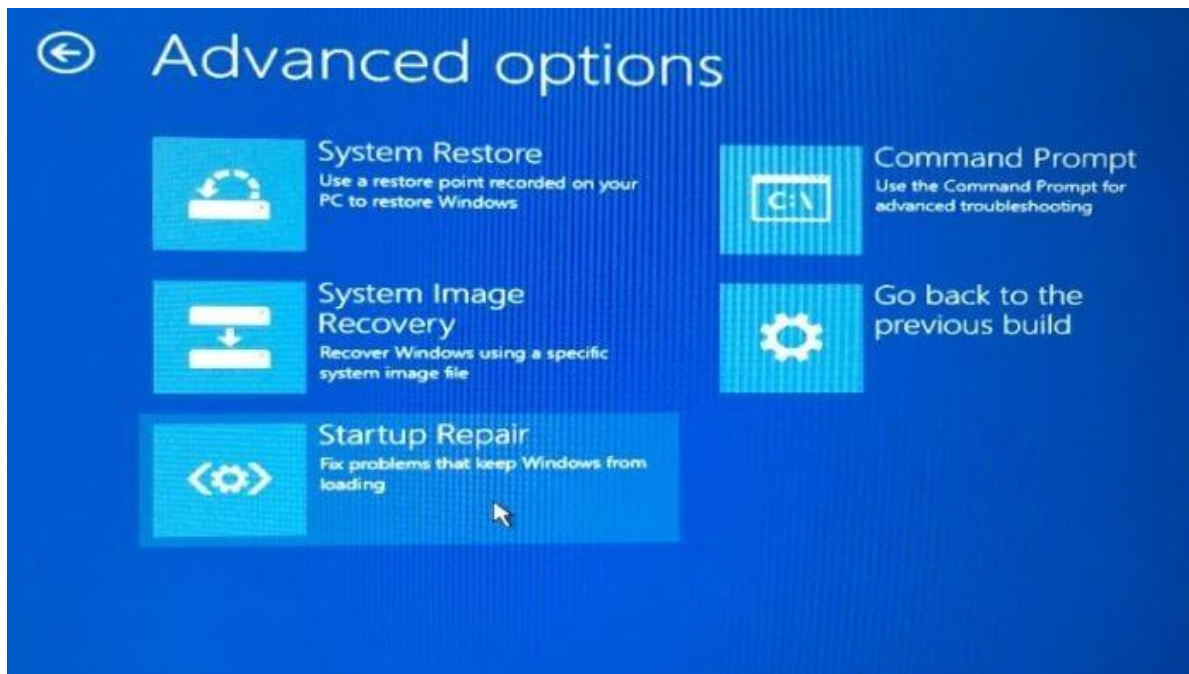 Advanced options
System Restore
Use a restore point recorded on your
PC to restore Windows
System Image
Recovery
Recover Windows using a specific
system image file
Startup Repair
Fix problems that keep Windows from
loading
Command Prompt
Use the Command Prompt for
advanced troubleshooting
C:\
Go back to the
previous build